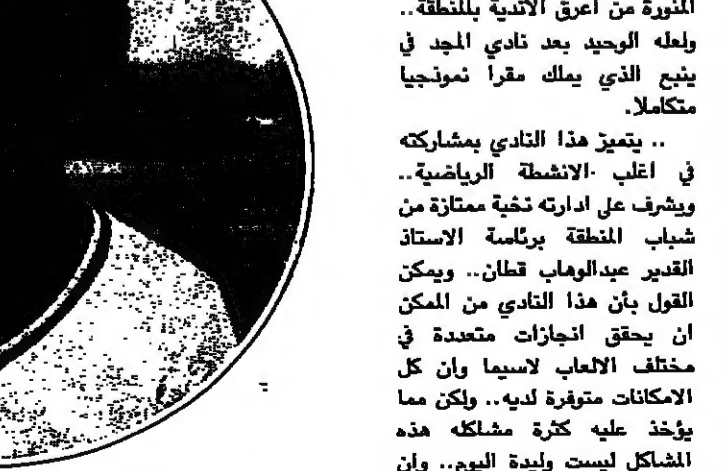 المنورة من اعرق الاندية بالمنطقة..
ولعله الوحيد بعد نادي المجد في
ينبع الذي يملك مقرا نموذجيا
متكاملا.
.. يتميز هذا النادي بمشاركته
في اغلب الانشطة الرياضية..
ويشرف على ادارته نخبة ممتازة من
شباب المنطقة برئاسة الاستاذ
القدير عبدالوهاب قطان.. ويمكن
القول بأن هذا النادي من الممكن
ان يحقق انجازات متعددة في
مختلف الالعاب لاسيما وان كل
الامكانات متوفرة لديه.. ولكن مما
يؤخذ عليه كثرة مشاكله هذه
المشاكل ليست وليدة اليوم.. وان